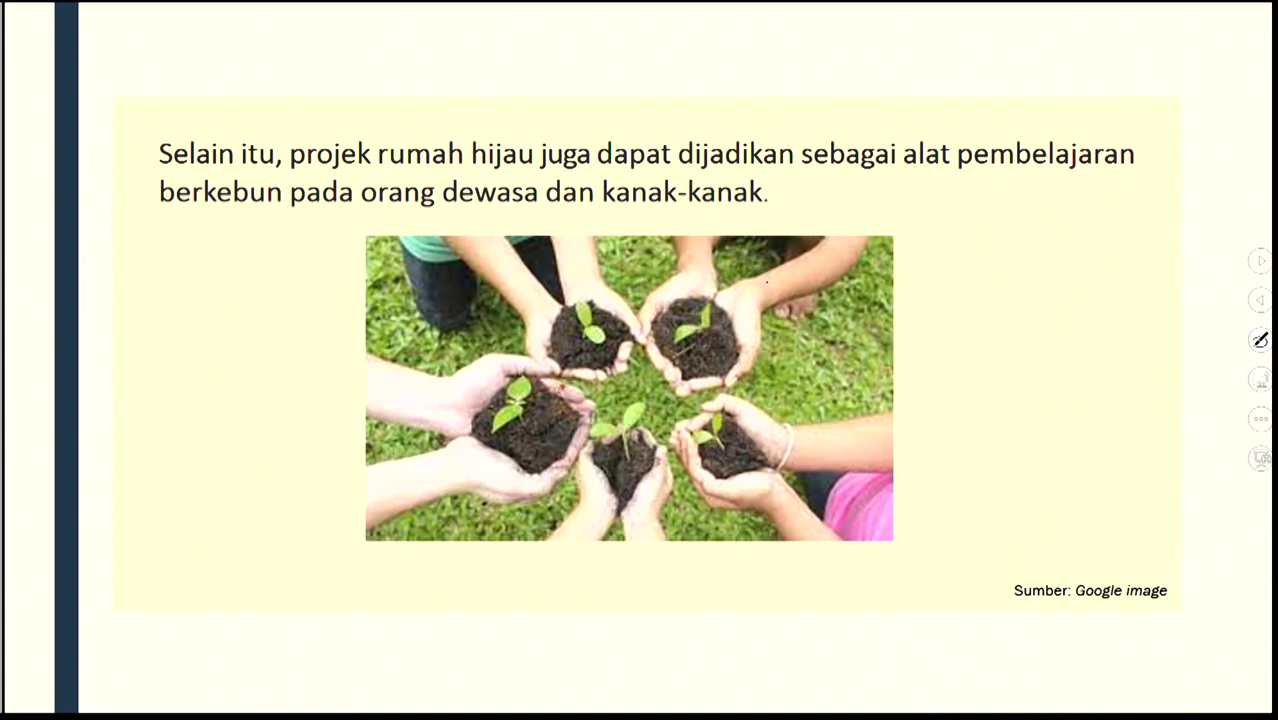 Selain itu, projek rumah hijau juga dapat dijadikan sebagai alat pembelajaran
berkebun pada orang dewasa dan kanak-kanak.
Sumber: Google image